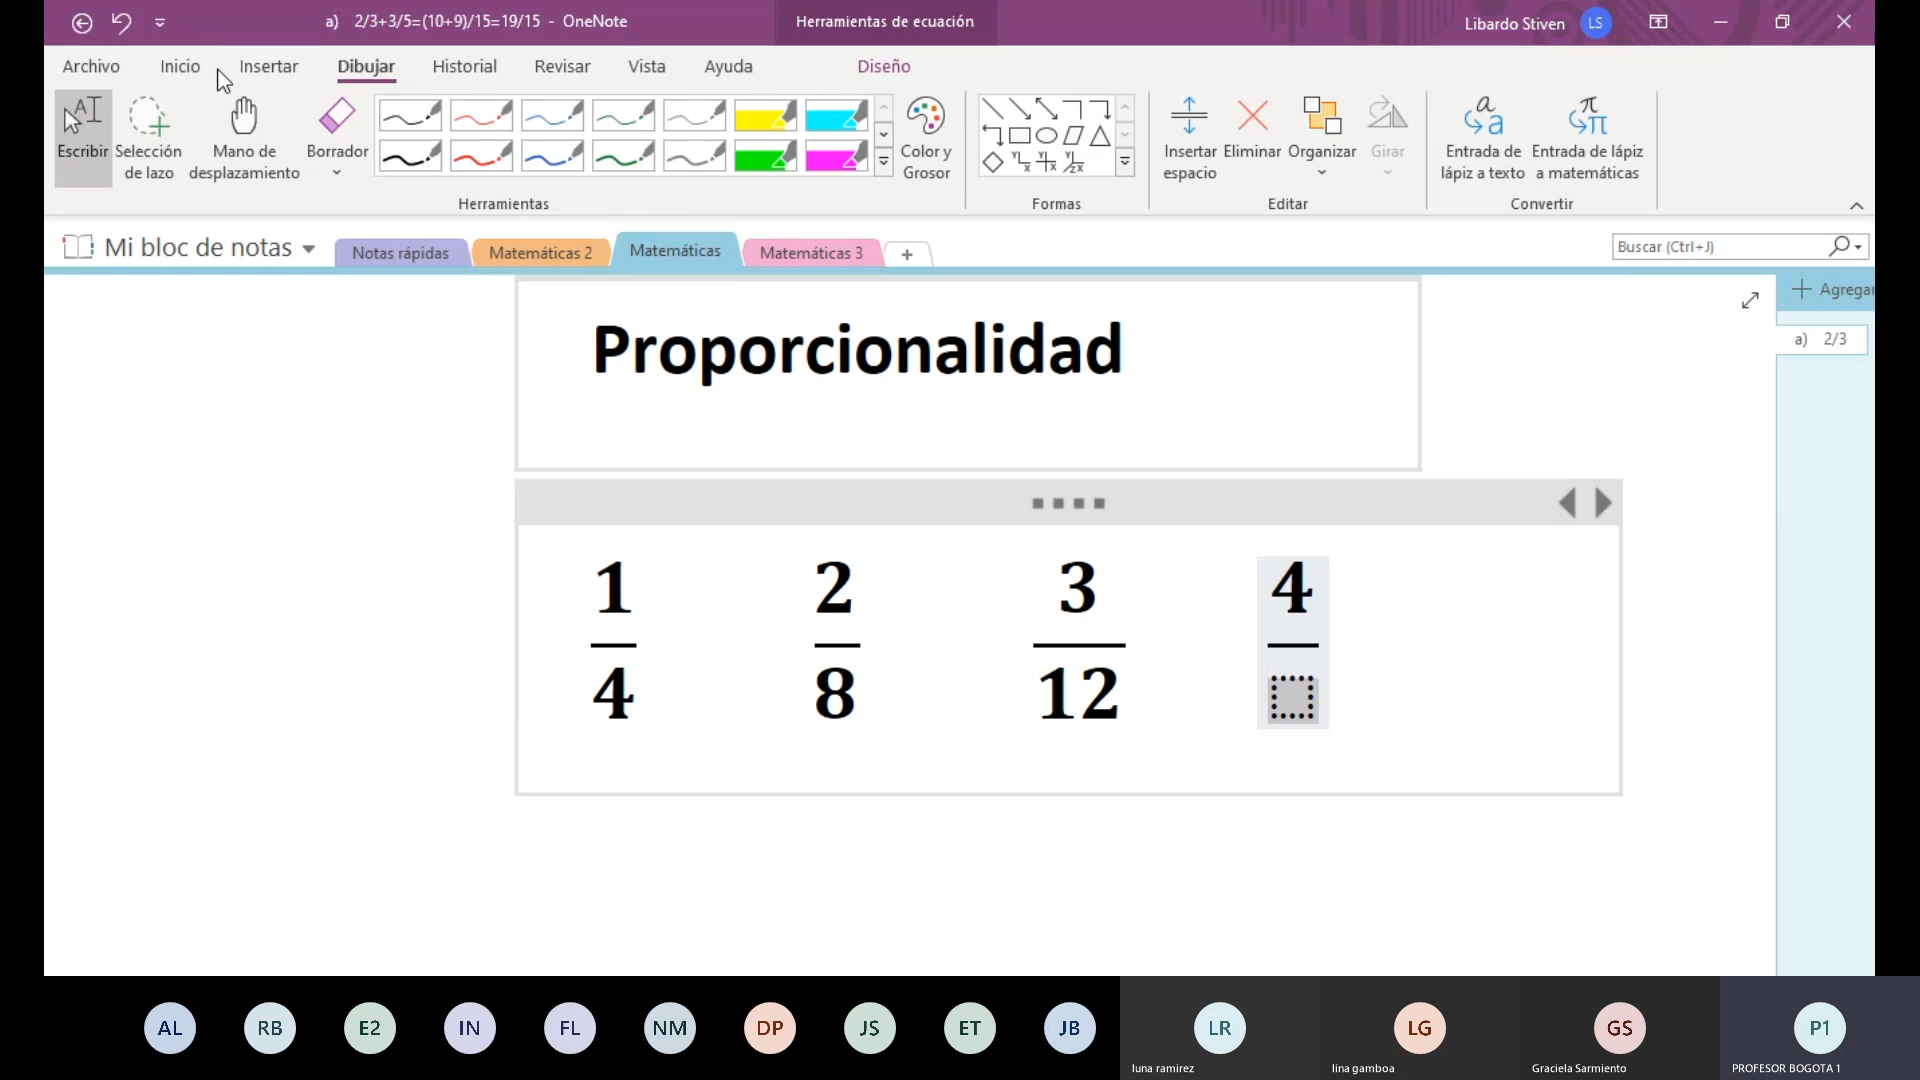 a) 2/3+3/5=(10+9)/15=19/15 - OneNote
Herramientas de ecuación
Libardo Stiven
LS
Archivo
Inicio
Insertar
Dibujar
Historial
Revisar
Vista
Ayuda
Diseño
Escribir
Selección de lazo
Mano de desplazamiento
Borrador
Color y Grosor
Insertar espacio
Eliminar
Organizar
Girar
Entrada de lápiz a texto
Entrada de lápiz a matemáticas
Herramientas
Formas
Editar
Convertir
Mi bloc de notas
Notas rápidas
Matemáticas 2
Matemáticas
Matemáticas 3
Buscar (Ctrl+J)
Agregar
a) 2/3
Proporcionalidad
1 2 3 4
4 8 12
AL RB E2 IN FL NM DP JS ET JB LR LG GS P1
luna ramirez
lina gamboa
Graciela Sarmiento
PROFESOR BOGOTA 1